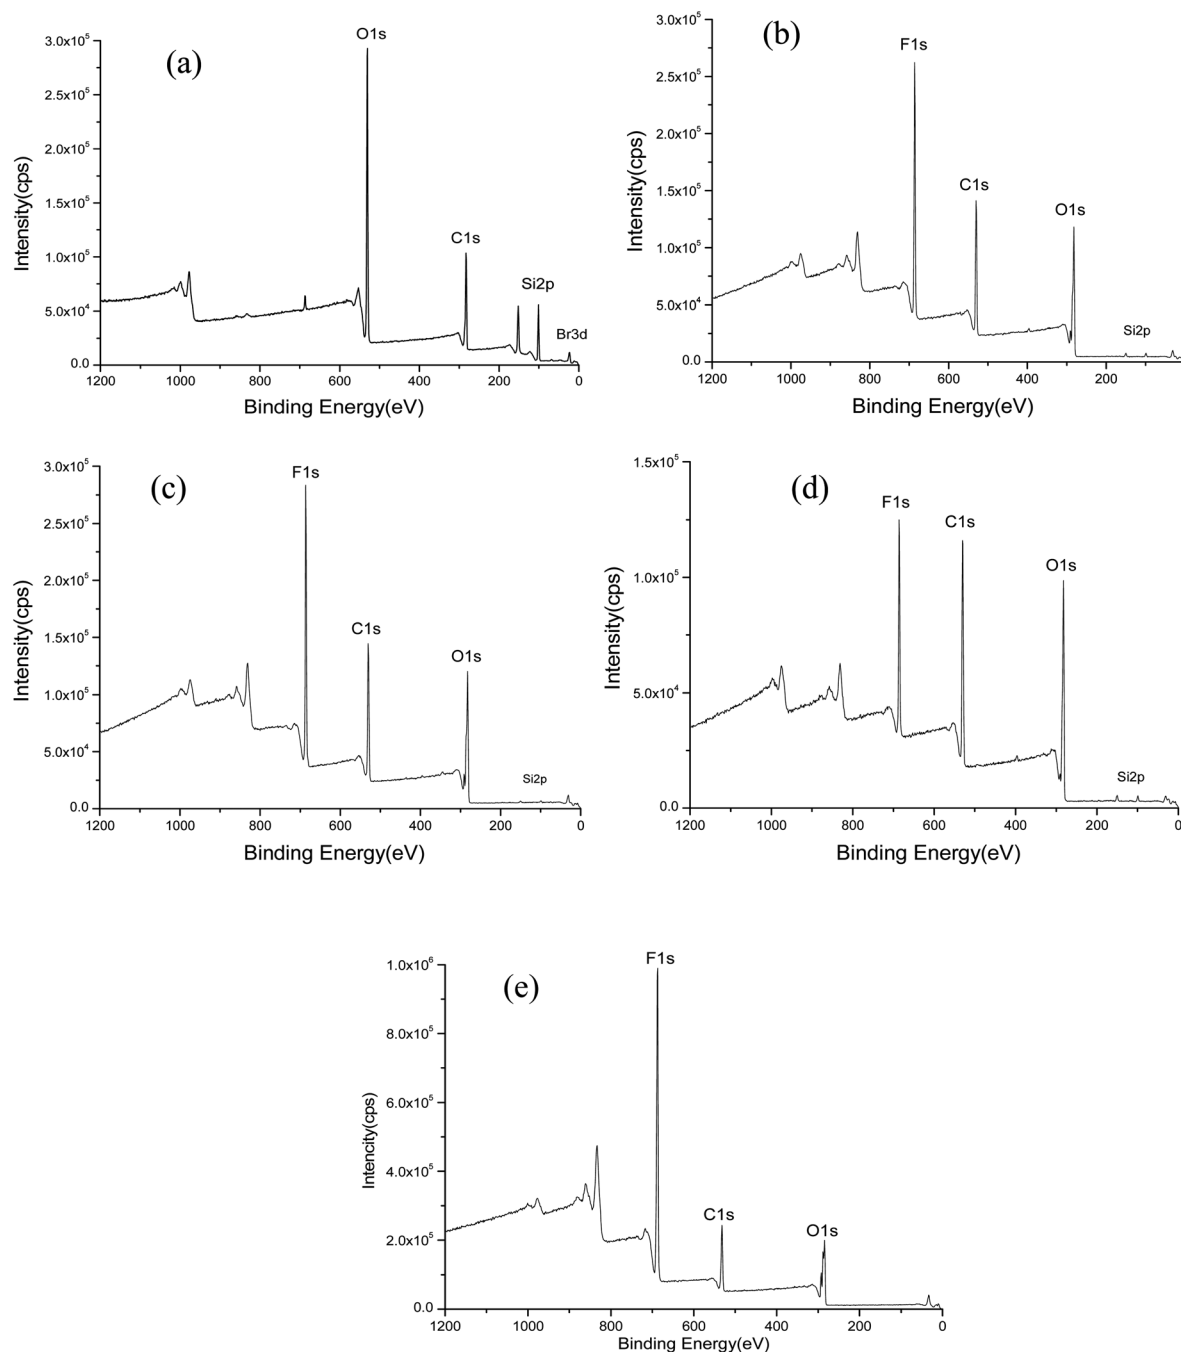 (a)
O1s
C1s
Si2p
Br3d
3.0x10⁵
2.5x10⁵
2.0x10⁵
1.5x10⁵
1.0x10⁵
5.0x10⁴
0.0
1200 1000 800 600 400 200 0
Intensity(cps)
Binding Energy(eV)
(b)
F1s
C1s
O1s
Si2p
3.0x10⁵
2.5x10⁵
2.0x10⁵
1.5x10⁵
1.0x10⁵
5.0x10⁴
0.0
1200 1000 800 600 400 200
Intensity(cps)
Binding Energy(eV)
(c)
F1s
C1s
O1s
Si2p
3.0x10⁵
2.5x10⁵
2.0x10⁵
1.5x10⁵
1.0x10⁵
5.0x10⁴
0.0
1200 1000 800 600 400 200 0
Intensity(cps)
Binding Energy(eV)
(d)
F1s
C1s
O1s
Si2p
1.5x10⁵
1.0x10⁵
5.0x10⁴
0.0
1200 1000 800 600 400 200 0
Intensity(cps)
Binding Energy(eV)
(e)
F1s
C1s
O1s
1.0x10⁶
8.0x10⁵
6.0x10⁵
4.0x10⁵
2.0x10⁵
0.0
1200 1000 800 600 400 200 0
Intencity(cps)
Binding Energy(eV)